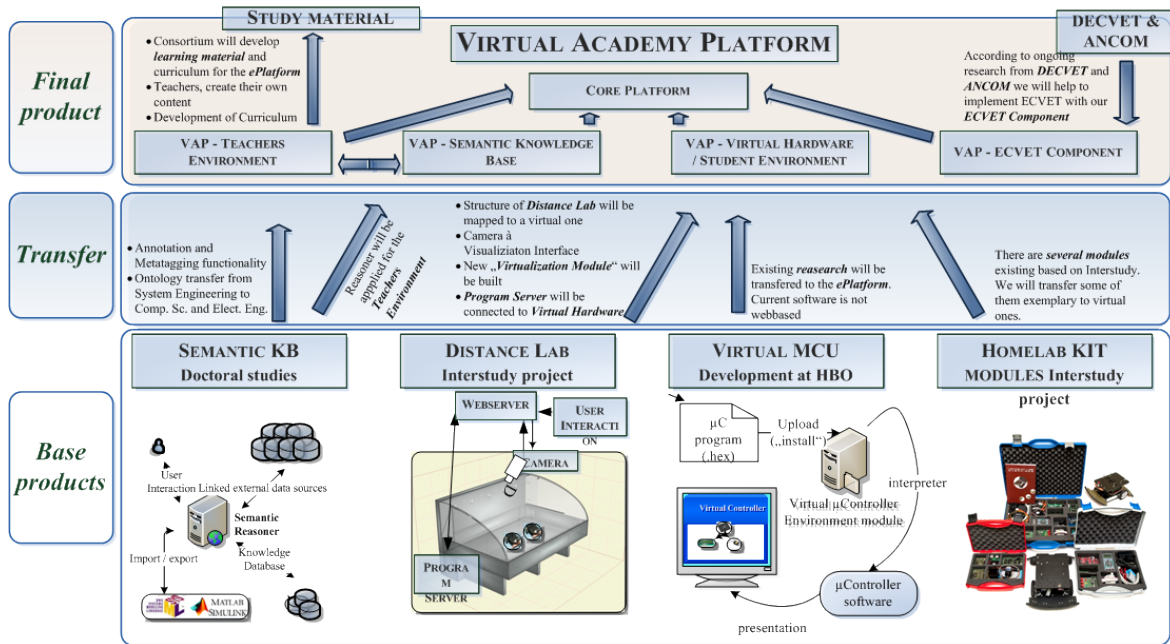 STUDY MATERIAL
VIRTUAL ACADEMY PLATFORM
DECVET &
ANCOM
Final
product
• Consortium will develop
learning material and
curriculum for the ePlatform
• Teachers, create their own
content
• Development of Curriculum
CORE PLATFORM
According to ongoing
research from DECVET and
ANCOM we will help to
implement ECVET with our
ECVET Component
VAP - TEACHERS
ENVIRONMENT
VAP - SEMANTIC KNOWLEDGE
BASE
VAP - VIRTUAL HARDWARE
/ STUDENT ENVIRONMENT
VAP - ECVET COMPONENT
Transfer
• Annotation and
Metatagging functionality
• Ontology transfer from
System Engineering to
Comp. Sc. and Elect. Eng.
Reasoner will be
appplied for the
Teachers
Environment
• Structure of Distance Lab will be
mapped to a virtual one
• Camera à
Visualiziaton Interface
• New „Virtualization Module“ will
be built
• Program Server will be
connected to Virtual Hardware
Existing reasearch will be
transfered to the ePlatform.
Current software is not
webbased
There are several modules
existing based on Interstudy.
We will transfer some of
them exemplary to virtual
ones.
Base
products
SEMANTIC KB
Doctoral studies
User
Interaction
Linked external data sources
Semantic
Reasoner
Import / export
Knowledge
Database
MATLAB
SIMULINK
DISTANCE LAB
Interstudy project
WEBSERVER
USER
INTERACTI
ON
CAMERA
PROGRA
M SERVER
VIRTUAL MCU
Development at HBO
µC
program
(.hex)
Upload
(„install“)
interpreter
Virtual µController
Environment module
Virtual Controller
µController
software
presentation
HOMELAB KIT
MODULES Interstudy
project